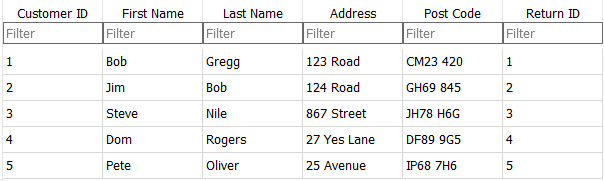 Customer ID First Name Last Name Address Post Code Return ID
Filter Filter Filter Filter Filter Filter
1 Bob Gregg 123 Road CM23 420 1
2 Jim Bob 124 Road GH69 845 2
3 Steve Nile 867 Street JH78 H6G 3
4 Dom Rogers 27 Yes Lane DF89 9G5 4
5 Pete Oliver 25 Avenue IP68 7H6 5